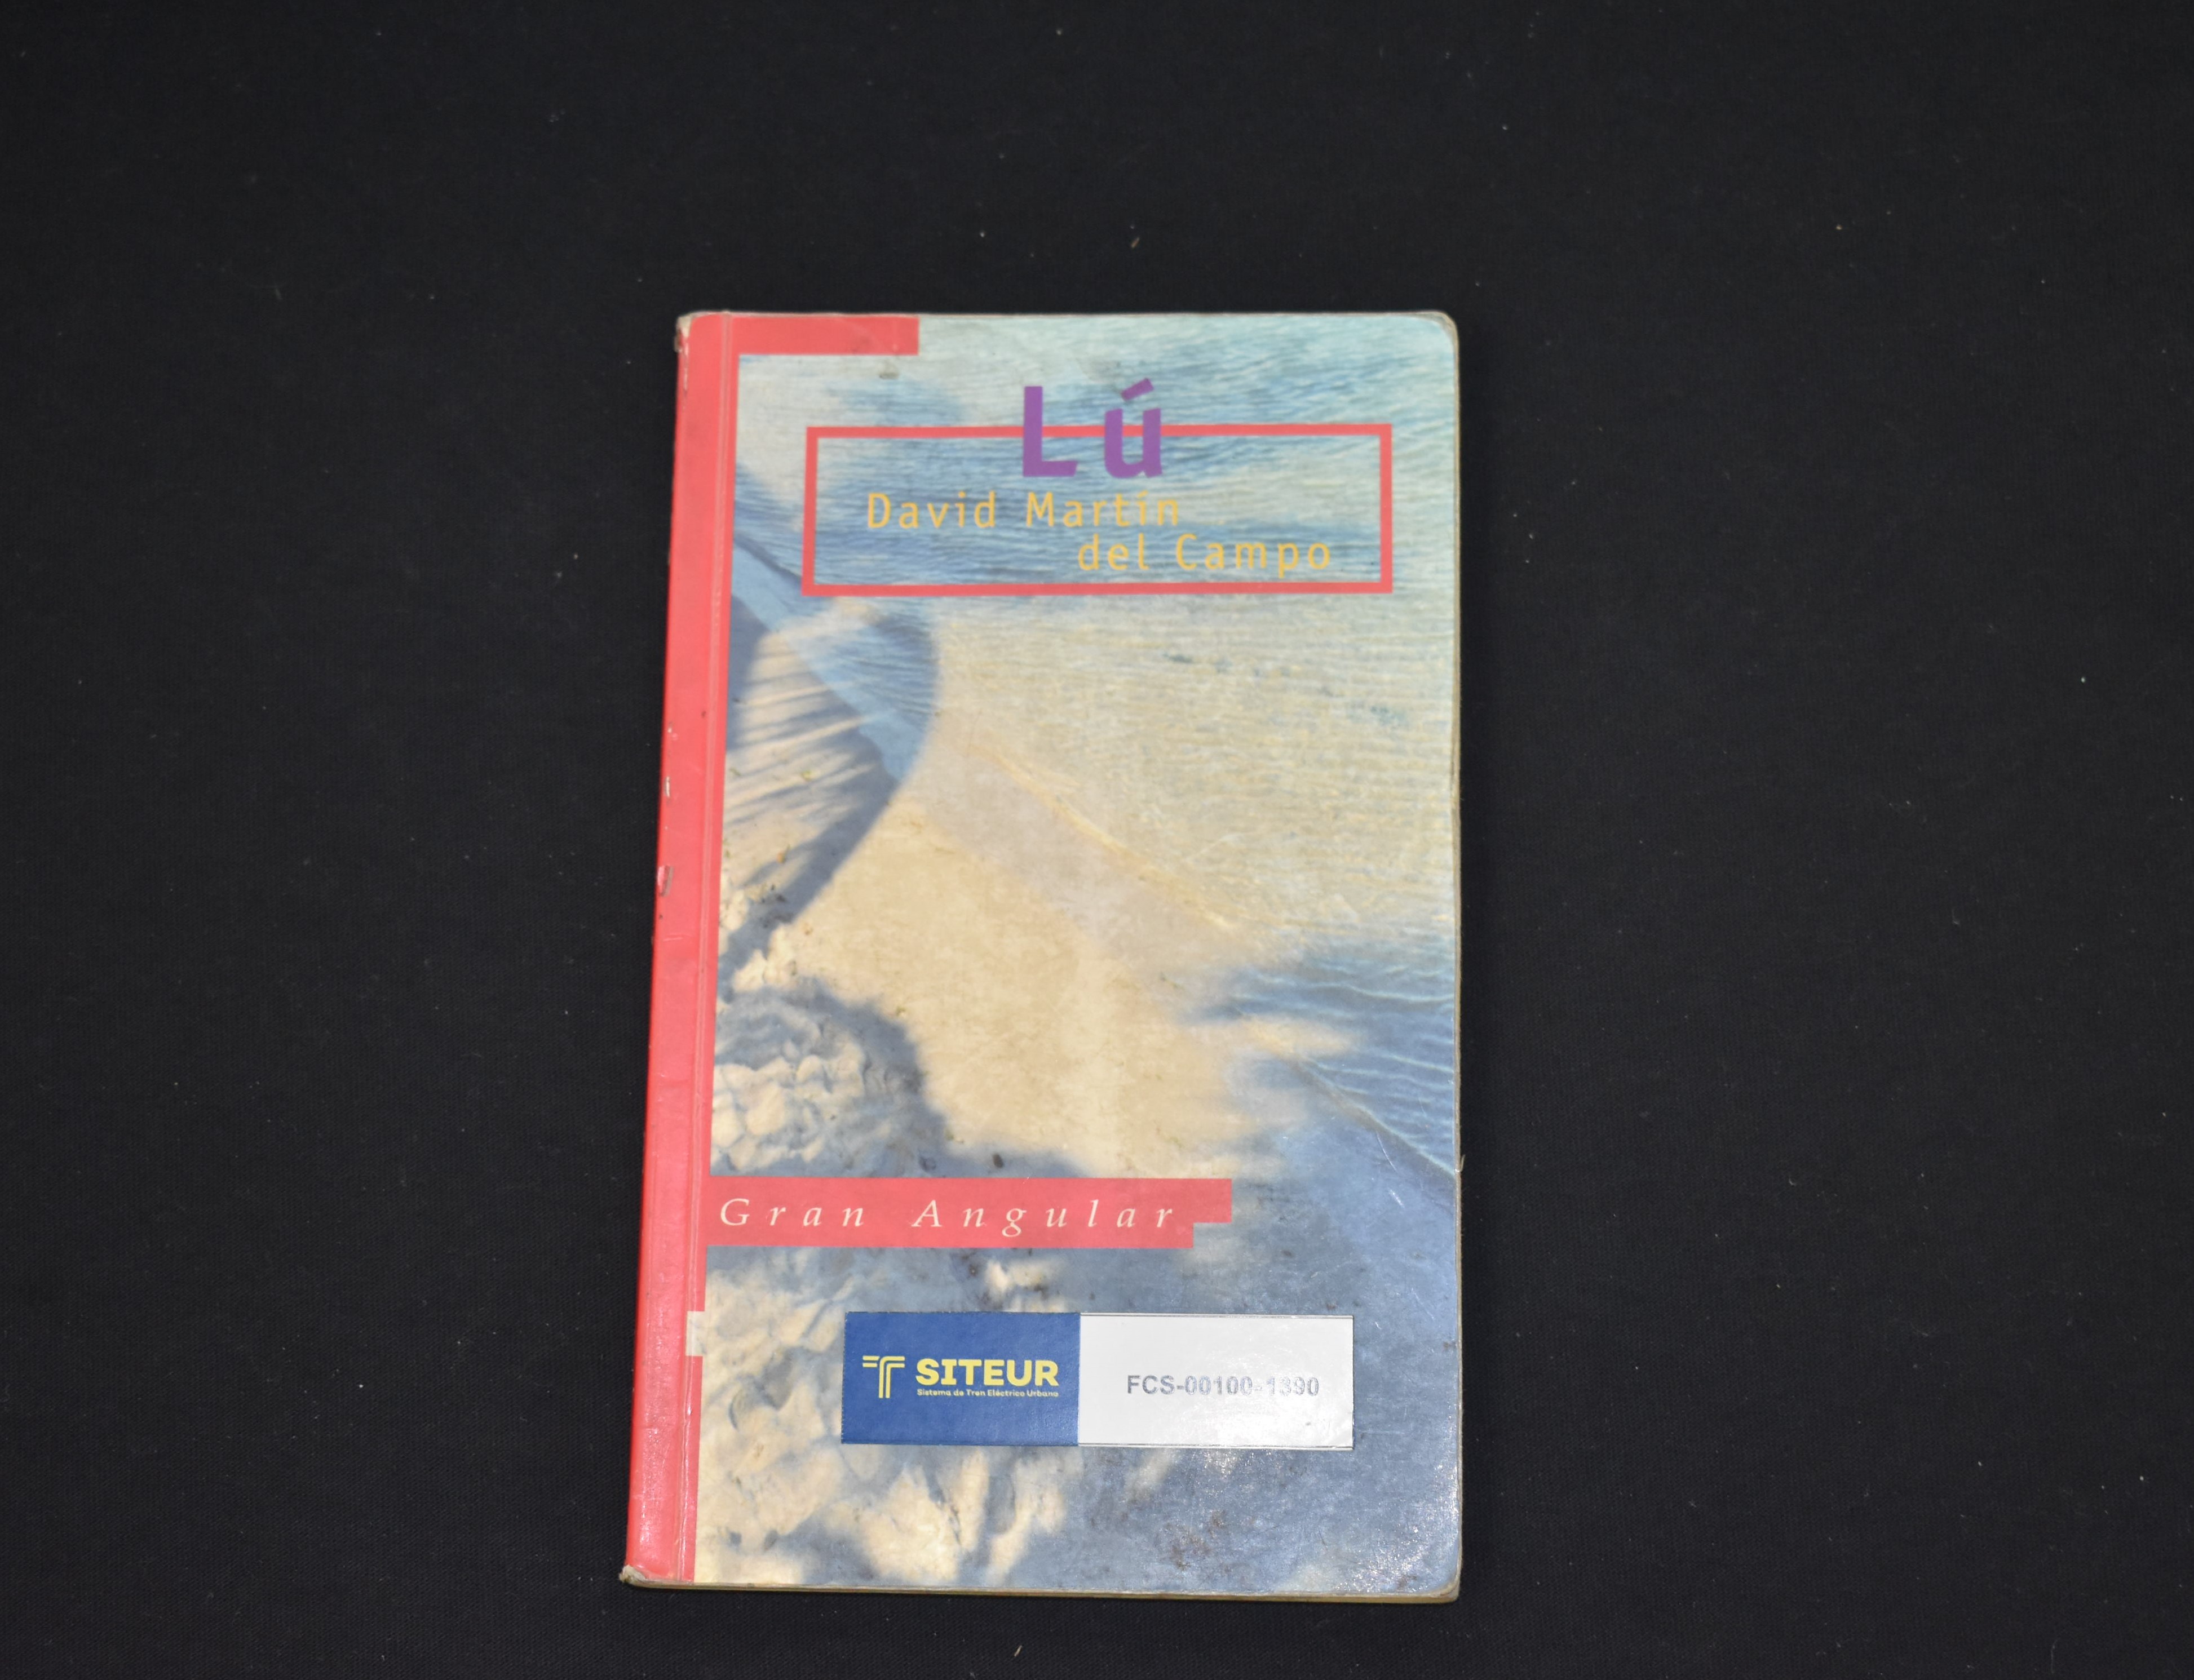 Lú
David Martín
del Campo
Gran Angular
SITEUR
Sistema de Tren Eléctrico Urbano
FCS-00100-1390